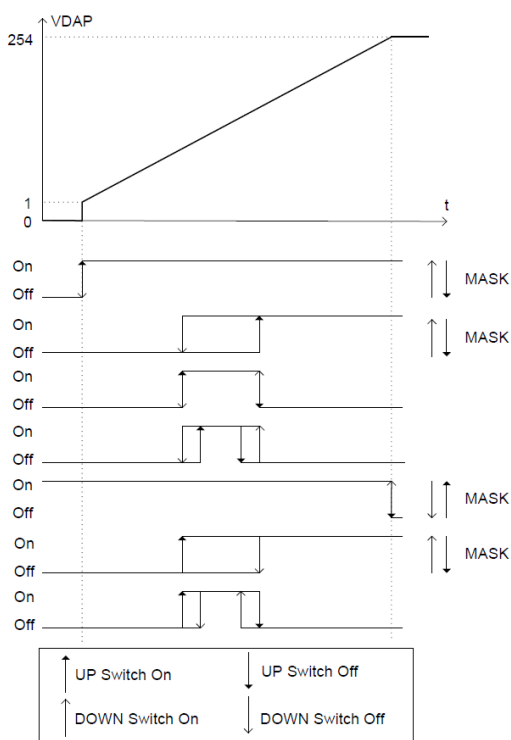 VDAP
254
1
0
t
On
Off
MASK
On
Off
MASK
On
Off
On
Off
On
Off
MASK
On
Off
MASK
On
Off
UP Switch On
UP Switch Off
DOWN Switch On
DOWN Switch Off